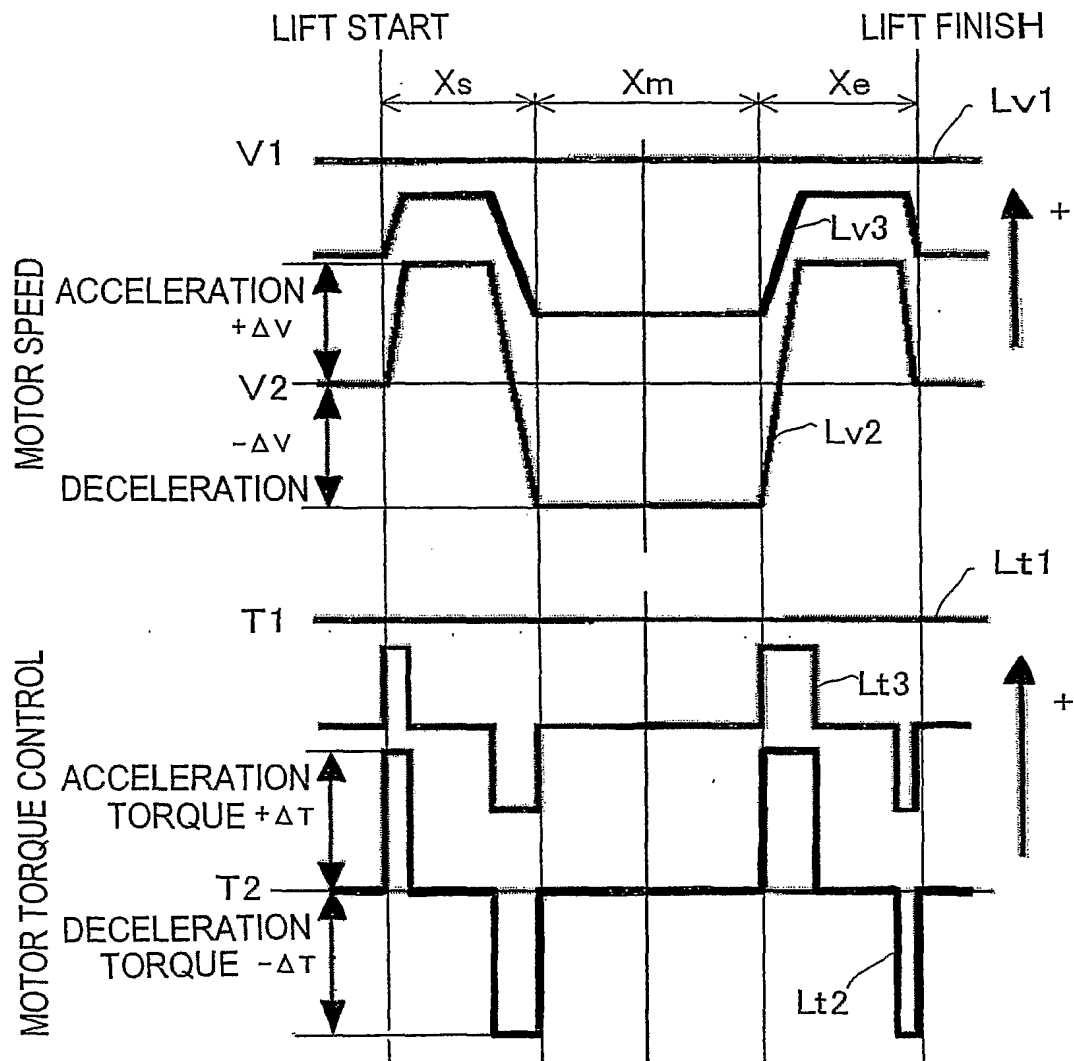 LIFT START
LIFT FINISH
Xs
Xm
Xe
Lv1
V1
+
Lv3
MOTOR SPEED
ACCELERATION
+ΔV
V2
-ΔV
Lv2
DECELERATION
Lt1
T1
MOTOR TORQUE CONTROL
Lt3
+
ACCELERATION
TORQUE +ΔT
T2
DECELERATION
TORQUE -ΔT
Lt2